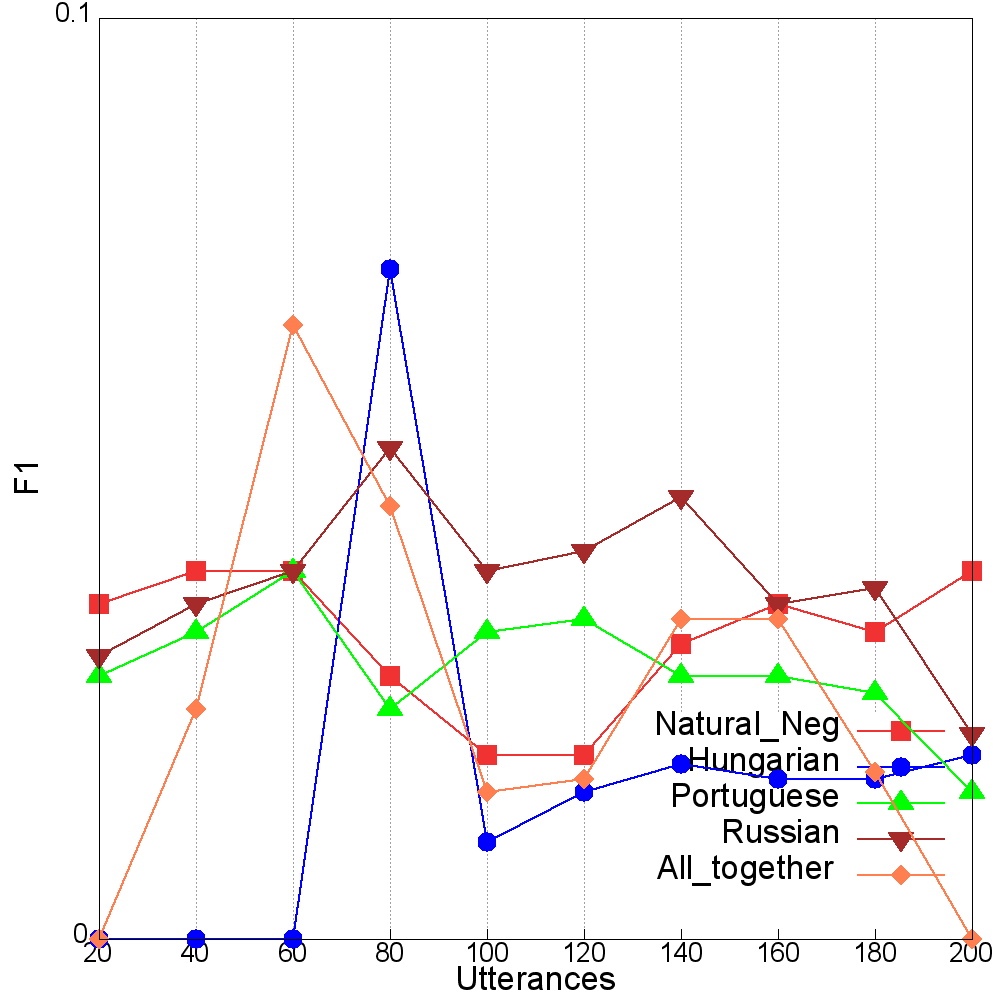 0.1
F1
Natural_Neg
Hungarian
Portuguese
Russian
All_together
0
20 40 60 80 100 120 140 160 180 200
Utterances